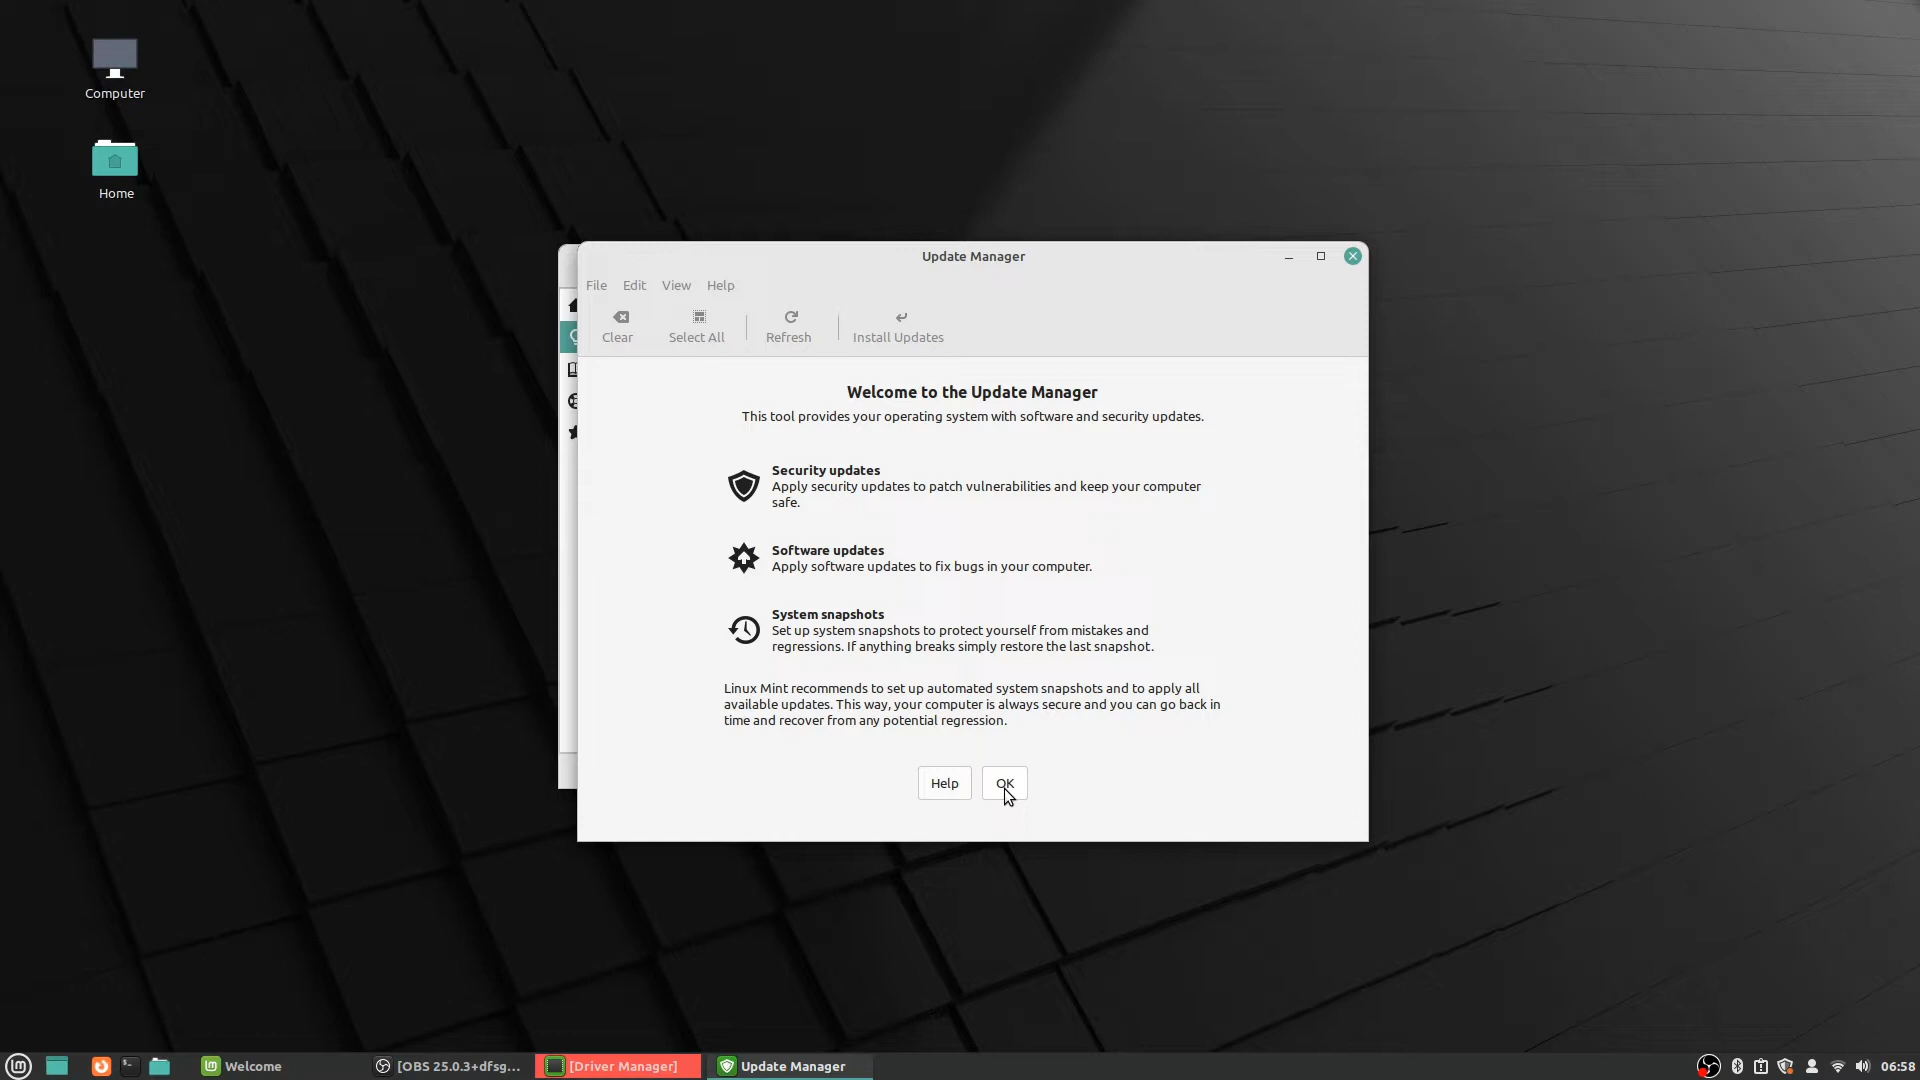 Computer
Home
Update Manager
File Edit View Help
Clear Select All Refresh Install Updates
Welcome to the Update Manager
This tool provides your operating system with software and security updates.
Security updates
Apply security updates to patch vulnerabilities and keep your computer
safe.
Software updates
Apply software updates to fix bugs in your computer.
System snapshots
Set up system snapshots to protect yourself from mistakes and
regressions. If anything breaks simply restore the last snapshot.
Linux Mint recommends to set up automated system snapshots and to apply all
available updates. This way, your computer is always secure and you can go back in
time and recover from any potential regression.
Help OK
Welcome [OBS 25.0.3+dfsg... [Driver Manager] Update Manager 06:58